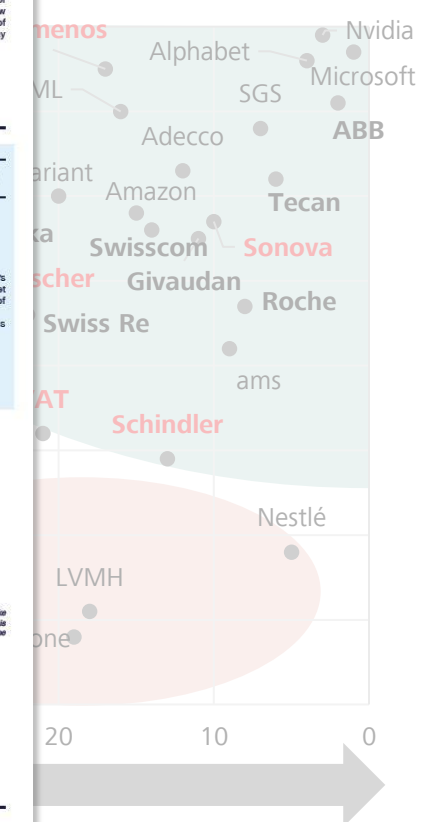 menos
Nvidia
Alphabet
Microsoft
ML
SGS
Adecco
ABB
ariant
Amazon
Tecan
ka
Swisscom
Sonova
scher
Givaudan
Roche
Swiss Re
ams
AT
Schindler
Nestlé
LVMH
one
20 10 0